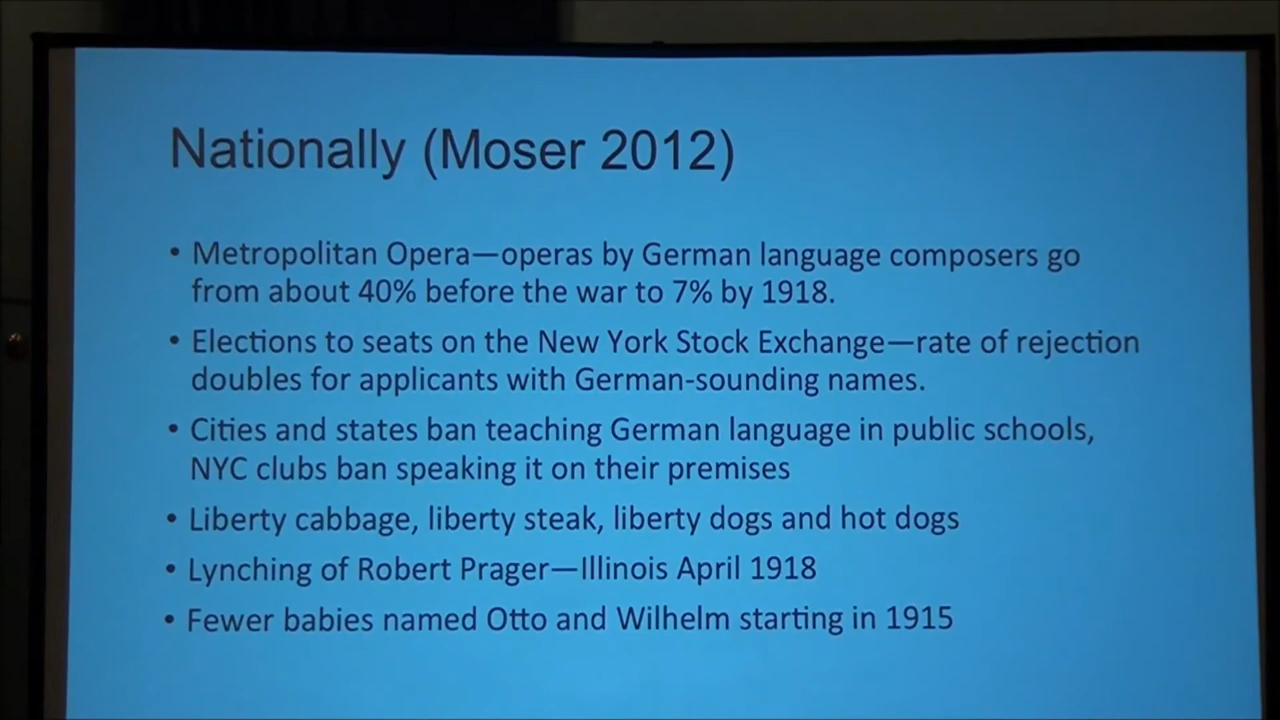 Nationally (Moser 2012)
• Metropolitan Opera—operas by German language composers go
from about 40% before the war to 7% by 1918.
• Elections to seats on the New York Stock Exchange—rate of rejection
doubles for applicants with German-sounding names.
• Cities and states ban teaching German language in public schools,
NYC clubs ban speaking it on their premises
• Liberty cabbage, liberty steak, liberty dogs and hot dogs
• Lynching of Robert Prager—Illinois April 1918
• Fewer babies named Otto and Wilhelm starting in 1915